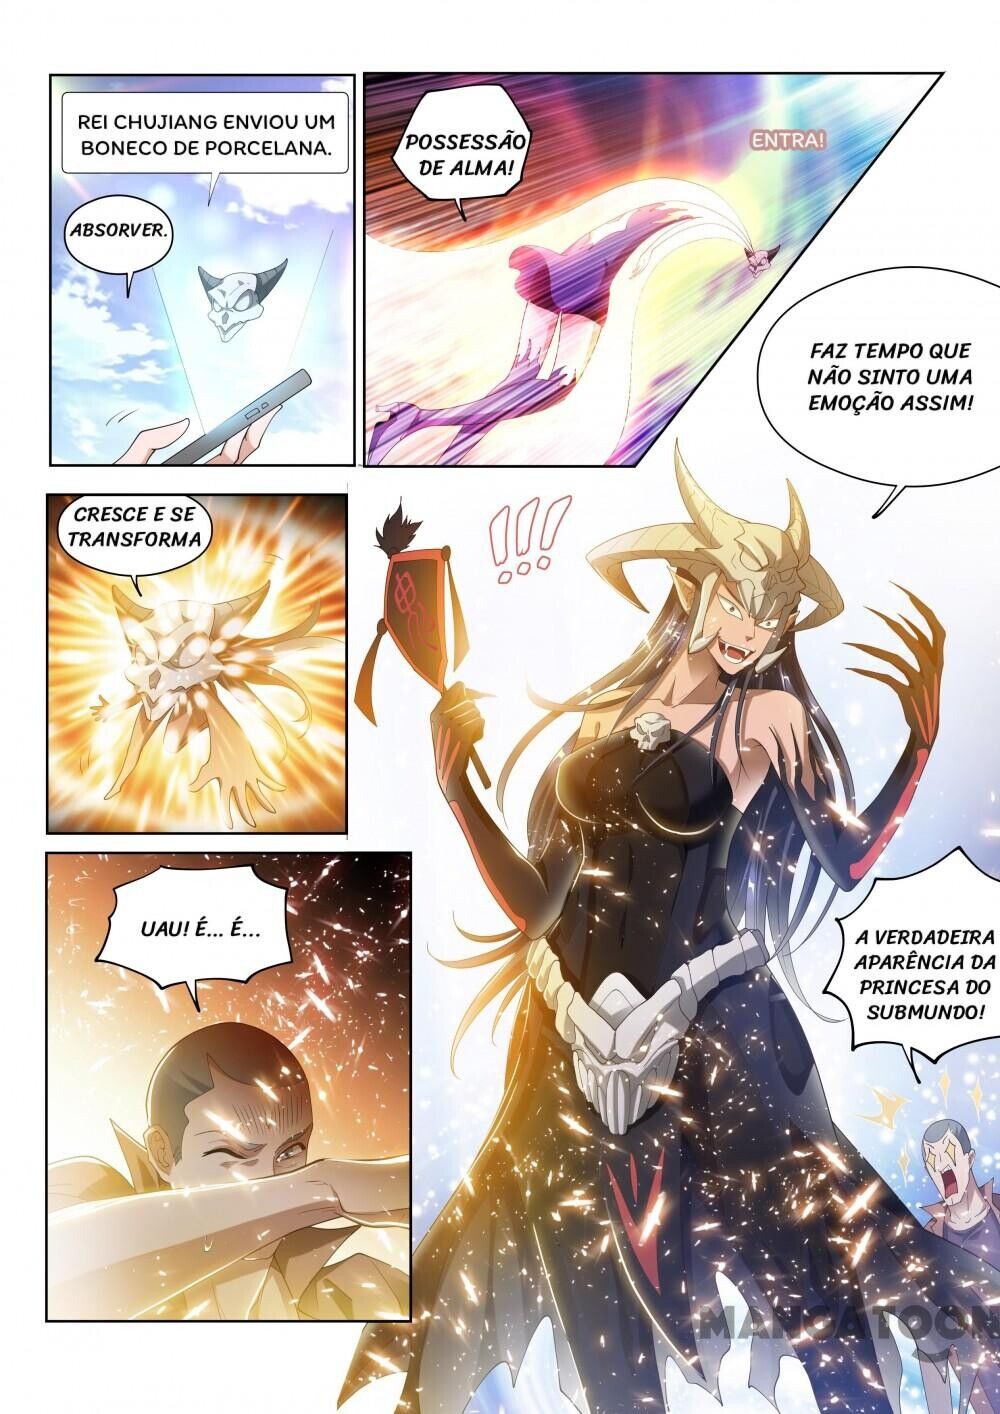 REI CHUJIANG ENVIOU UM
BONECO DE PORCELANA.
ABSORVER.
POSSESSÃO
DE ALMA!
ENTRA!
FAZ TEMPO QUE
NÃO SINTO UMA
EMOÇÃO ASSIM!
CRESCE E SE
TRANSFORMA
!!!
UAU! É... É...
A VERDADEIRA
APARÊNCIA DA
PRINCESA DO
SUBMUNDO!
MANGATOON